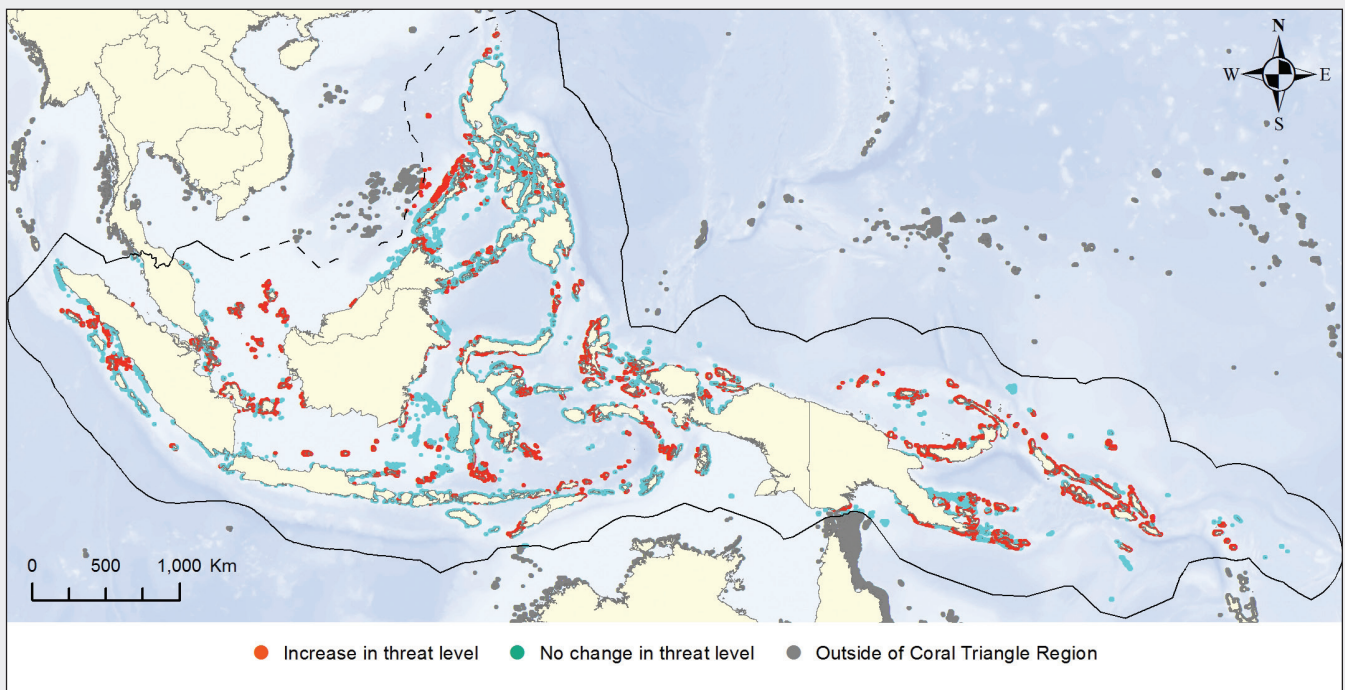 N
W E
S
0 500 1,000 Km
Increase in threat level No change in threat level Outside of Coral Triangle Region